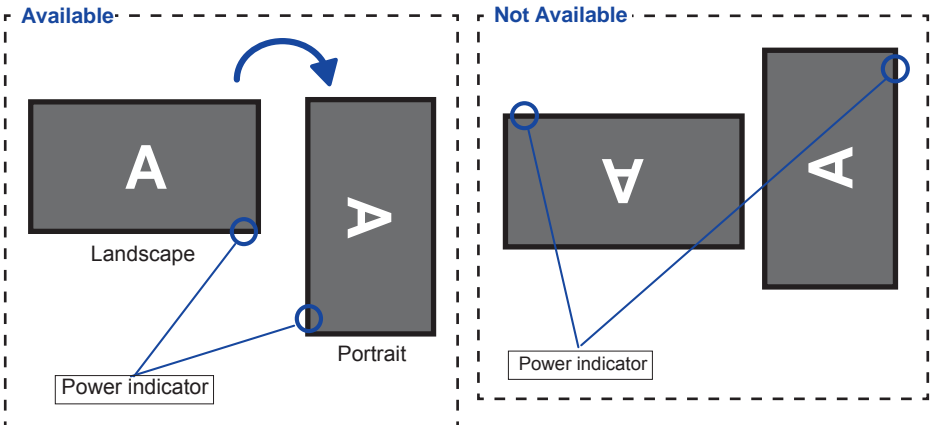 Available
A
A
Landscape
Portrait
Power indicator
Not Available
A
A
Power indicator